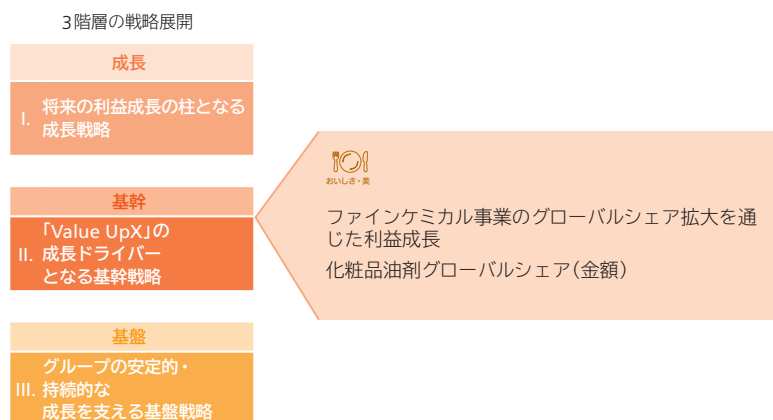 3階層の戦略展開
成長
I. 将来の利益成長の柱となる
成長戦略
基幹
「Value UpX」の
II. 成長ドライバー
となる基幹戦略
基盤
グループの安定的・
III. 持続的な
成長を支える基盤戦略
おいしさ・美
ファインケミカル事業のグローバルシェア拡大を通
じた利益成長
化粧品油剤グローバルシェア(金額)